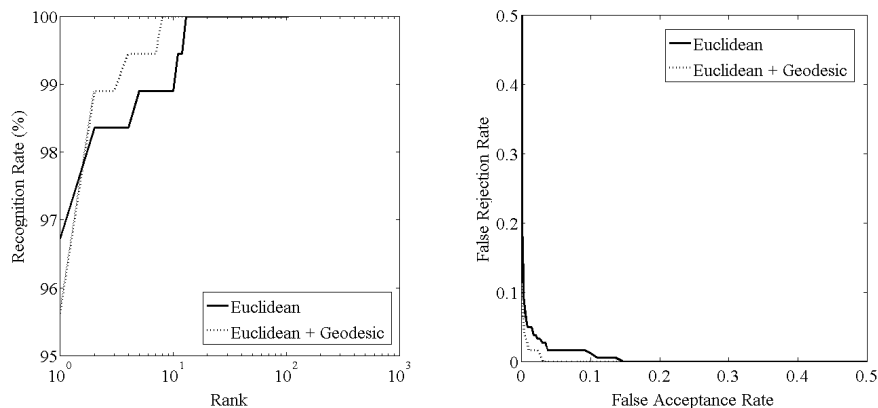 100
99
98
97
96
95
Recognition Rate (%)
10^0
10^1
10^2
10^3
Rank
Euclidean
Euclidean + Geodesic
0.5
0.4
0.3
0.2
0.1
0
False Rejection Rate
0
0.1
0.2
0.3
0.4
0.5
False Acceptance Rate
Euclidean
Euclidean + Geodesic